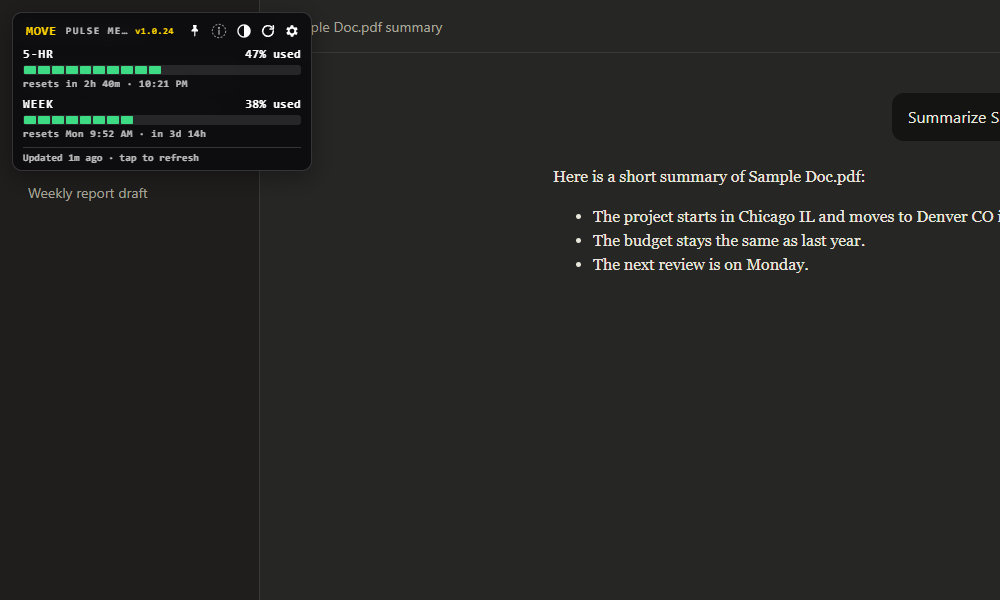 MOVE PULSE ME… v1.0.24
5-HR 47% used
resets in 2h 40m · 10:21 PM
WEEK 38% used
resets Mon 9:52 AM · in 3d 14h
Updated 1m ago · tap to refresh
Weekly report draft
ple Doc.pdf summary
Summarize S
Here is a short summary of Sample Doc.pdf:
• The project starts in Chicago IL and moves to Denver CO i
• The budget stays the same as last year.
• The next review is on Monday.